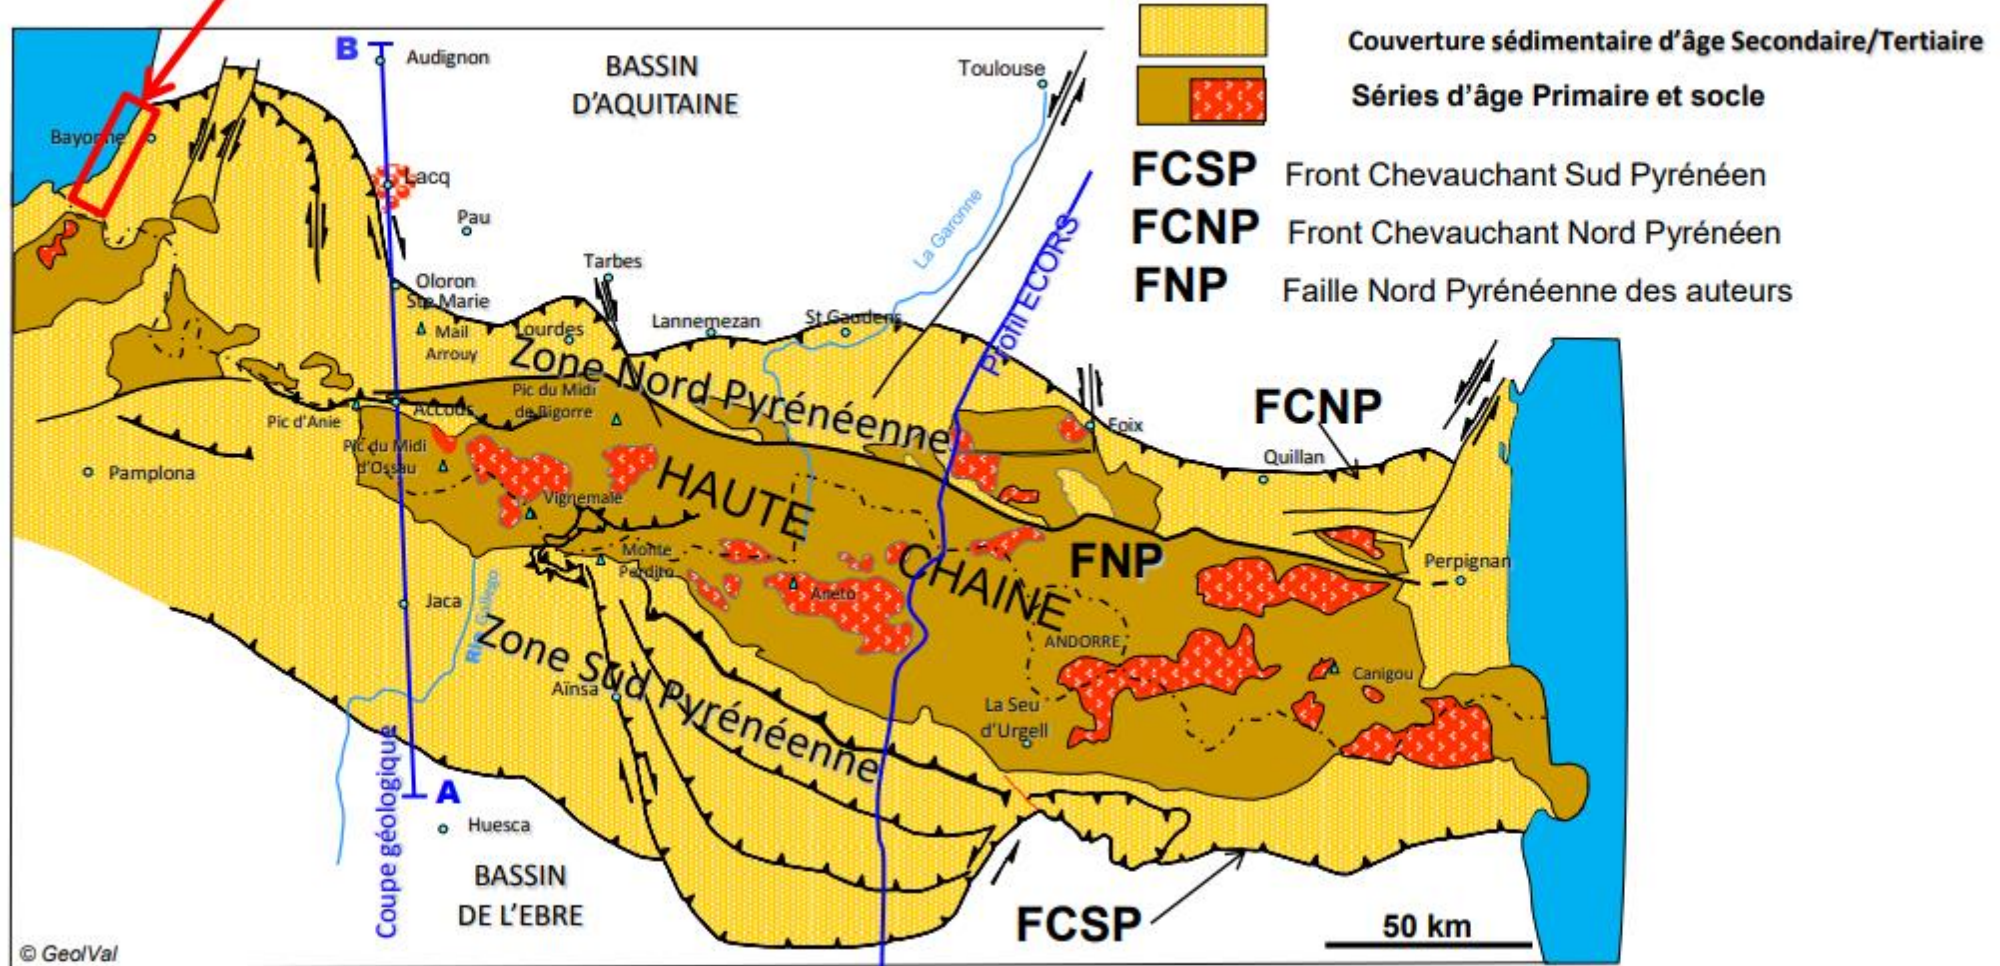 Couverture sédimentaire d'âge Secondaire/Tertiaire
Séries d'âge Primaire et socle
FCSP Front Chevauchant Sud Pyrénéen
FCNP Front Chevauchant Nord Pyrénéen
FNP Faille Nord Pyrénéenne des auteurs
B
Audignon
BASSIN
D'AQUITAINE
Toulouse
Bayonne
Lacq
Pau
La Garonne
Profil ECORS
Tarbes
Oloron
Ste Marie
Mail
Arrouy
Lourdes
Lannemezan
St Gaudens
Zone Nord Pyrénéenne
FCNP
Pic du Midi
de Bigorre
Pic d'Anie
Accous
Foix
Quillan
Pic du Midi
d'Ossau
Pamplona
Vignemale
HAUTE
CHAINE
FNP
Monte
Perdito
Aneto
Perpignan
Jaca
Rio Gallego
Zone Sud Pyrénéenne
ANDORRE
Canigou
Aïnsa
La Seu
d'Urgell
Coupe géologique
A
Huesca
BASSIN
DE L'EBRE
FCSP
50 km
© GeolVal